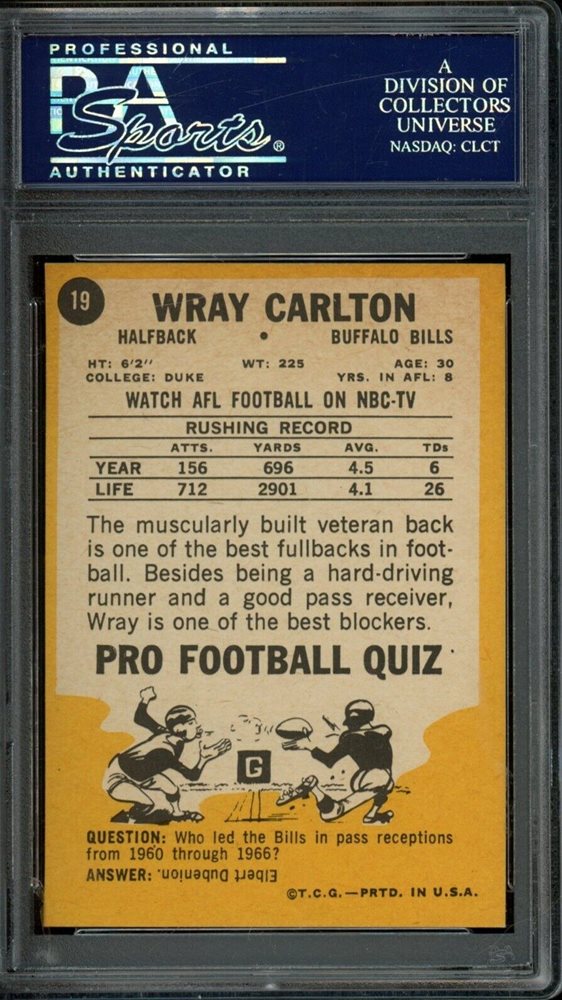 PROFESSIONAL
PSA
Sports®
AUTHENTICATOR
A
DIVISION OF
COLLECTORS
UNIVERSE
NASDAQ: CLCT
19
WRAY CARLTON
HALFBACK • BUFFALO BILLS
HT: 6'2" WT: 225 AGE: 30
COLLEGE: DUKE YRS. IN AFL: 8
WATCH AFL FOOTBALL ON NBC-TV
RUSHING RECORD
ATTS. YARDS AVG. TDs
YEAR 156 696 4.5 6
LIFE 712 2901 4.1 26
The muscularly built veteran back
is one of the best fullbacks in foot-
ball. Besides being a hard-driving
runner and a good pass receiver,
Wray is one of the best blockers.
PRO FOOTBALL QUIZ
G
QUESTION: Who led the Bills in pass receptions
from 1960 through 1966?
ANSWER: Elbert Dubenion.
©T.C.G.—PRTD. IN U.S.A.